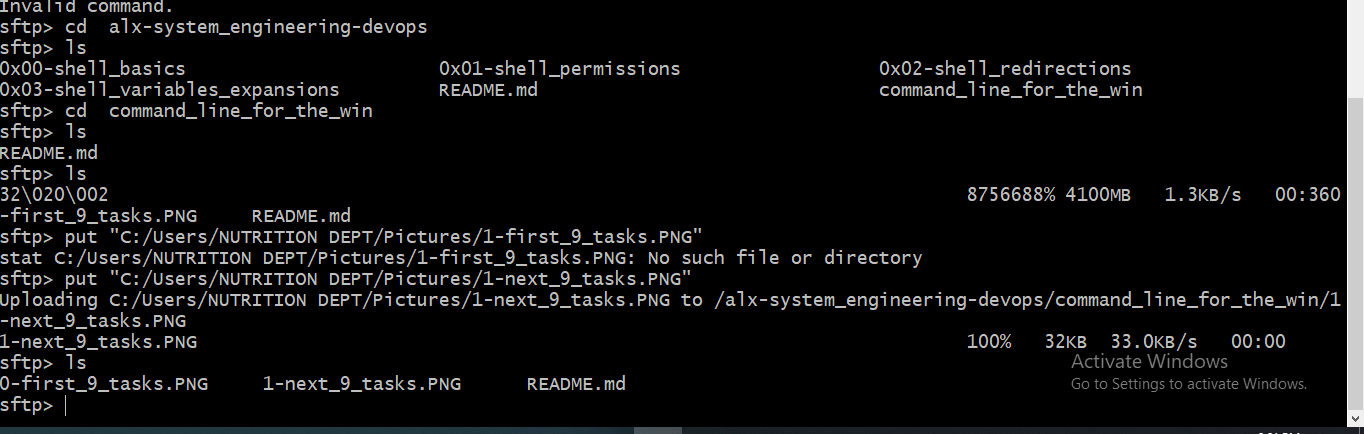 Invalid command.
sftp> cd  alx-system_engineering-devops
sftp> ls
0x00-shell_basics                       0x01-shell_permissions                  0x02-shell_redirections
0x03-shell_variables_expansions         README.md                               command_line_for_the_win
sftp> cd  command_line_for_the_win
sftp> ls
README.md
sftp> ls
32\020\002                                                                              8756688% 4100MB   1.3KB/s   00:360
-first_9_tasks.PNG     README.md
sftp> put "C:/Users/NUTRITION DEPT/Pictures/1-first_9_tasks.PNG"
stat C:/Users/NUTRITION DEPT/Pictures/1-first_9_tasks.PNG: No such file or directory
sftp> put "C:/Users/NUTRITION DEPT/Pictures/1-next_9_tasks.PNG"
Uploading C:/Users/NUTRITION DEPT/Pictures/1-next_9_tasks.PNG to /alx-system_engineering-devops/command_line_for_the_win/1
-next_9_tasks.PNG
1-next_9_tasks.PNG                                                                      100%   32KB  33.0KB/s   00:00
sftp> ls
0-first_9_tasks.PNG     1-next_9_tasks.PNG      README.md
sftp>
Activate Windows
Go to Settings to activate Windows.